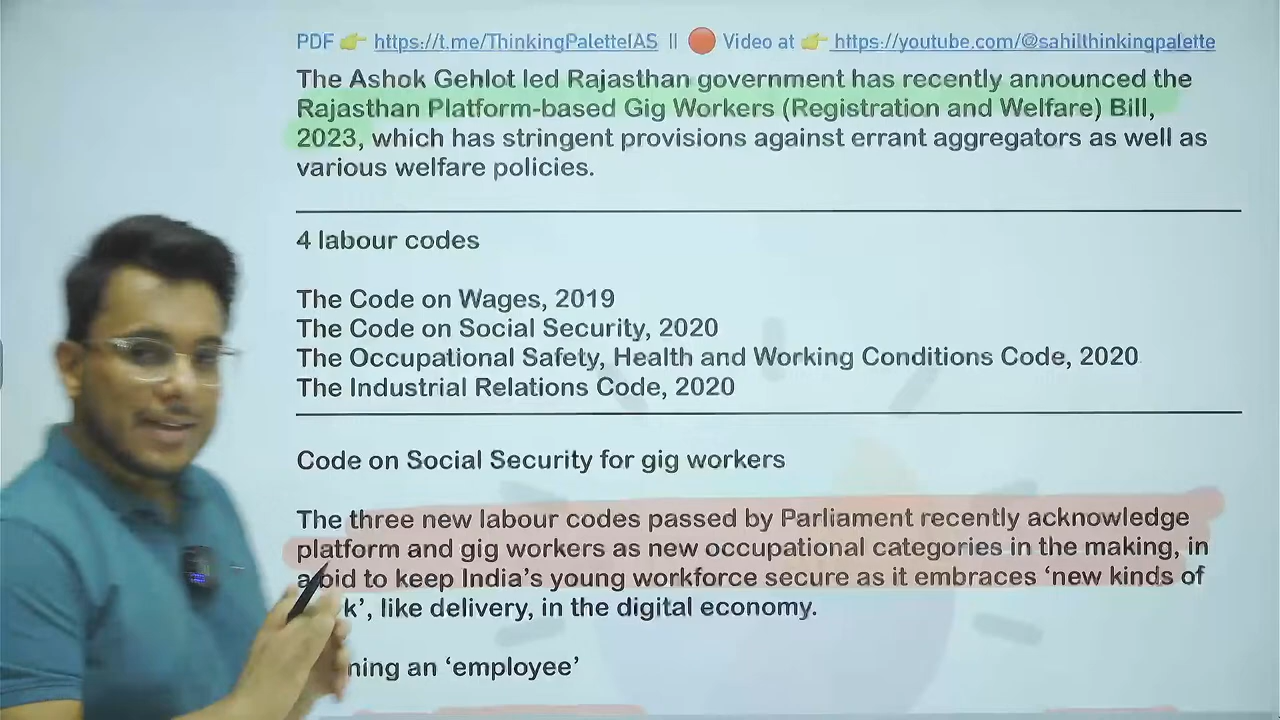 PDF 👉 https://t.me/ThinkingPaletteIAS || 🔴 Video at 👉 https://youtube.com/@sahilthinkingpalette
The Ashok Gehlot led Rajasthan government has recently announced the
Rajasthan Platform-based Gig Workers (Registration and Welfare) Bill,
2023, which has stringent provisions against errant aggregators as well as
various welfare policies.
4 labour codes
The Code on Wages, 2019
The Code on Social Security, 2020
The Occupational Safety, Health and Working Conditions Code, 2020
The Industrial Relations Code, 2020
Code on Social Security for gig workers
The three new labour codes passed by Parliament recently acknowledge
platform and gig workers as new occupational categories in the making, in
a bid to keep India's young workforce secure as it embraces 'new kinds of
k', like delivery, in the digital economy.
ning an 'employee'